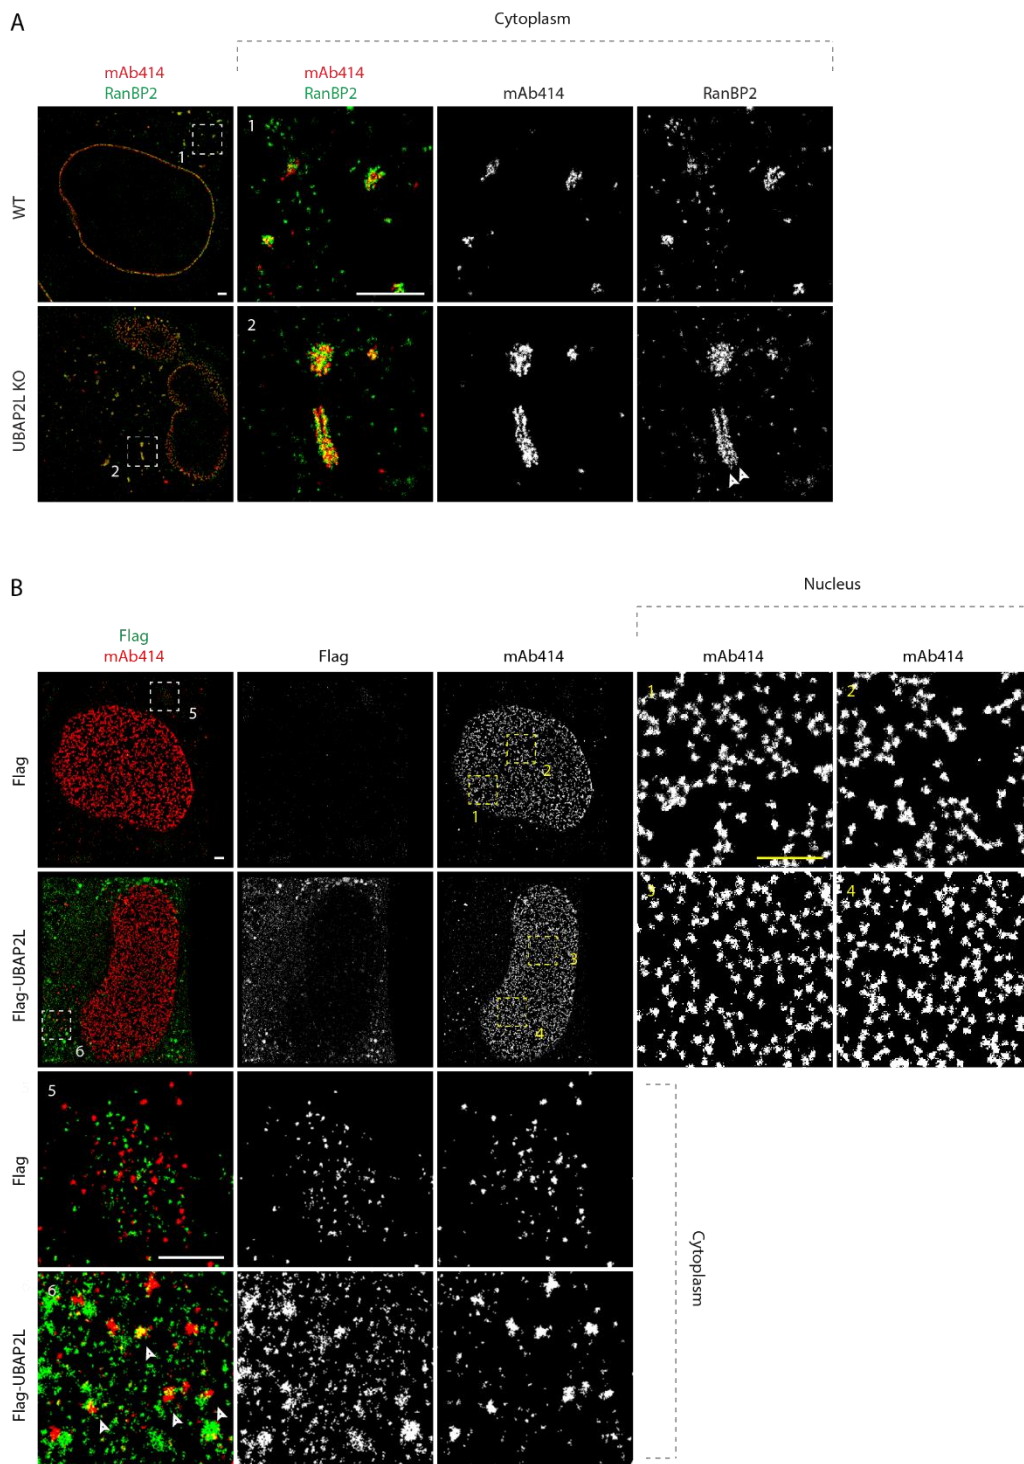 A
Cytoplasm
mAb414
RanBP2
mAb414
RanBP2
mAb414
RanBP2
WT
1
1
UBAP2L KO
2
2
B
Nucleus
Flag
mAb414
Flag
mAb414
mAb414
mAb414
Flag
5
2
1
1
2
Flag-UBAP2L
6
3
4
3
4
Flag
5
Cytoplasm
Flag-UBAP2L
6